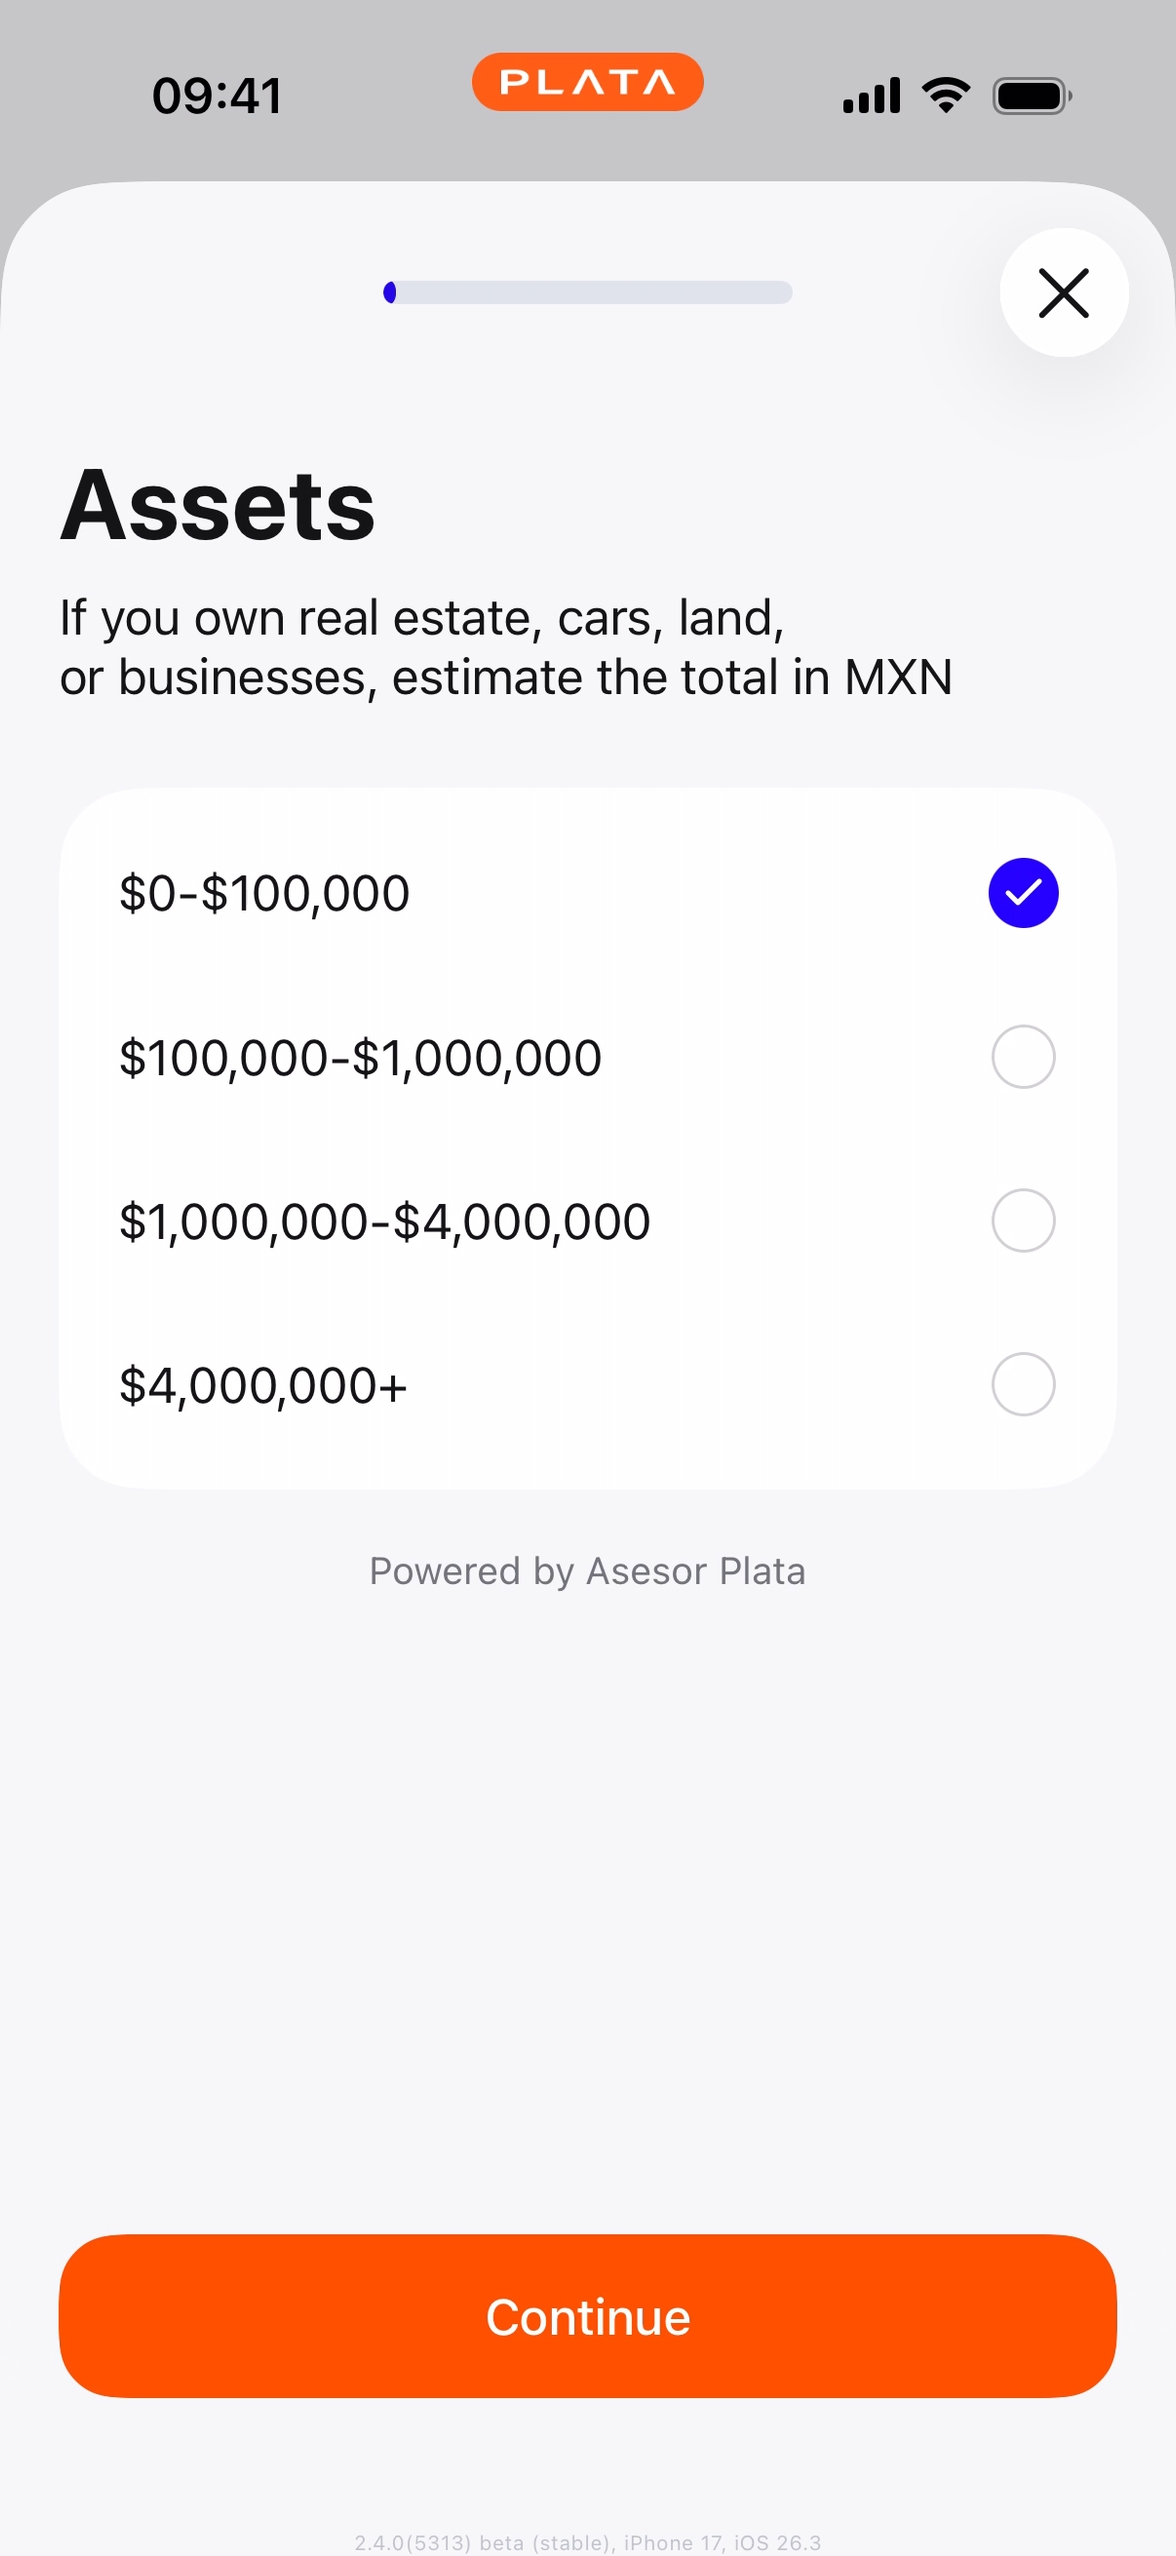 09:41
PLATA
Assets
If you own real estate, cars, land,
or businesses, estimate the total in MXN
$0-$100,000
$100,000-$1,000,000
$1,000,000-$4,000,000
$4,000,000+
Powered by Asesor Plata
Continue
2.4.0(5313) beta (stable), iPhone 17, iOS 26.3